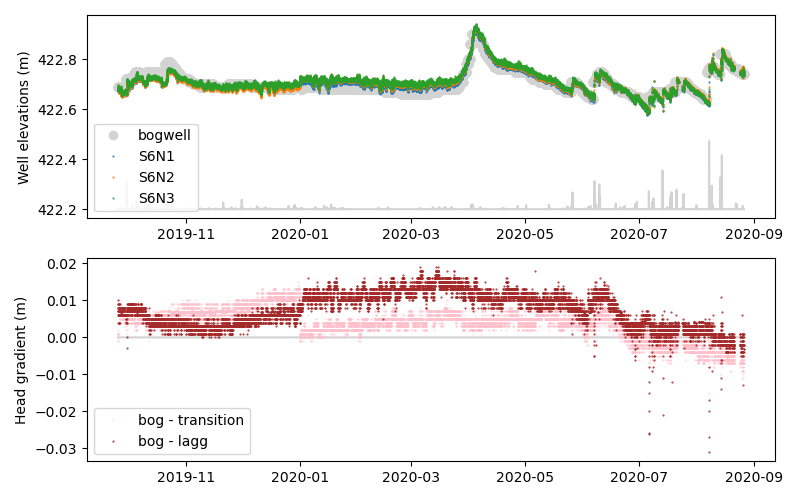 Well elevations (m)
422.8
422.6
422.4
422.2
bogwell
S6N1
S6N2
S6N3
2019-11
2020-01
2020-03
2020-05
2020-07
2020-09
Head gradient (m)
0.02
0.01
0.00
−0.01
−0.02
−0.03
bog - transition
bog - lagg
2019-11
2020-01
2020-03
2020-05
2020-07
2020-09